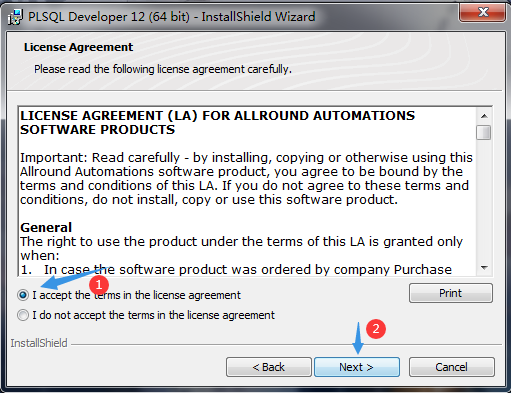 PLSQL Developer 12 (64 bit) - InstallShield Wizard
License Agreement
Please read the following license agreement carefully.
LICENSE AGREEMENT (LA) FOR ALLROUND AUTOMATIONS
SOFTWARE PRODUCTS
Important: Read carefully - by installing, copying or otherwise using this
Allround Automations software product, you agree to be bound by the
terms and conditions of this LA. If you do not agree to these terms and
conditions, do not install, copy or use this software product.
General
The right to use the product under the terms of this LA is granted only
when:
1. In case the software product was ordered by company Purchase
1
I accept the terms in the license agreement
Print
I do not accept the terms in the license agreement
2
InstallShield
< Back
Next >
Cancel